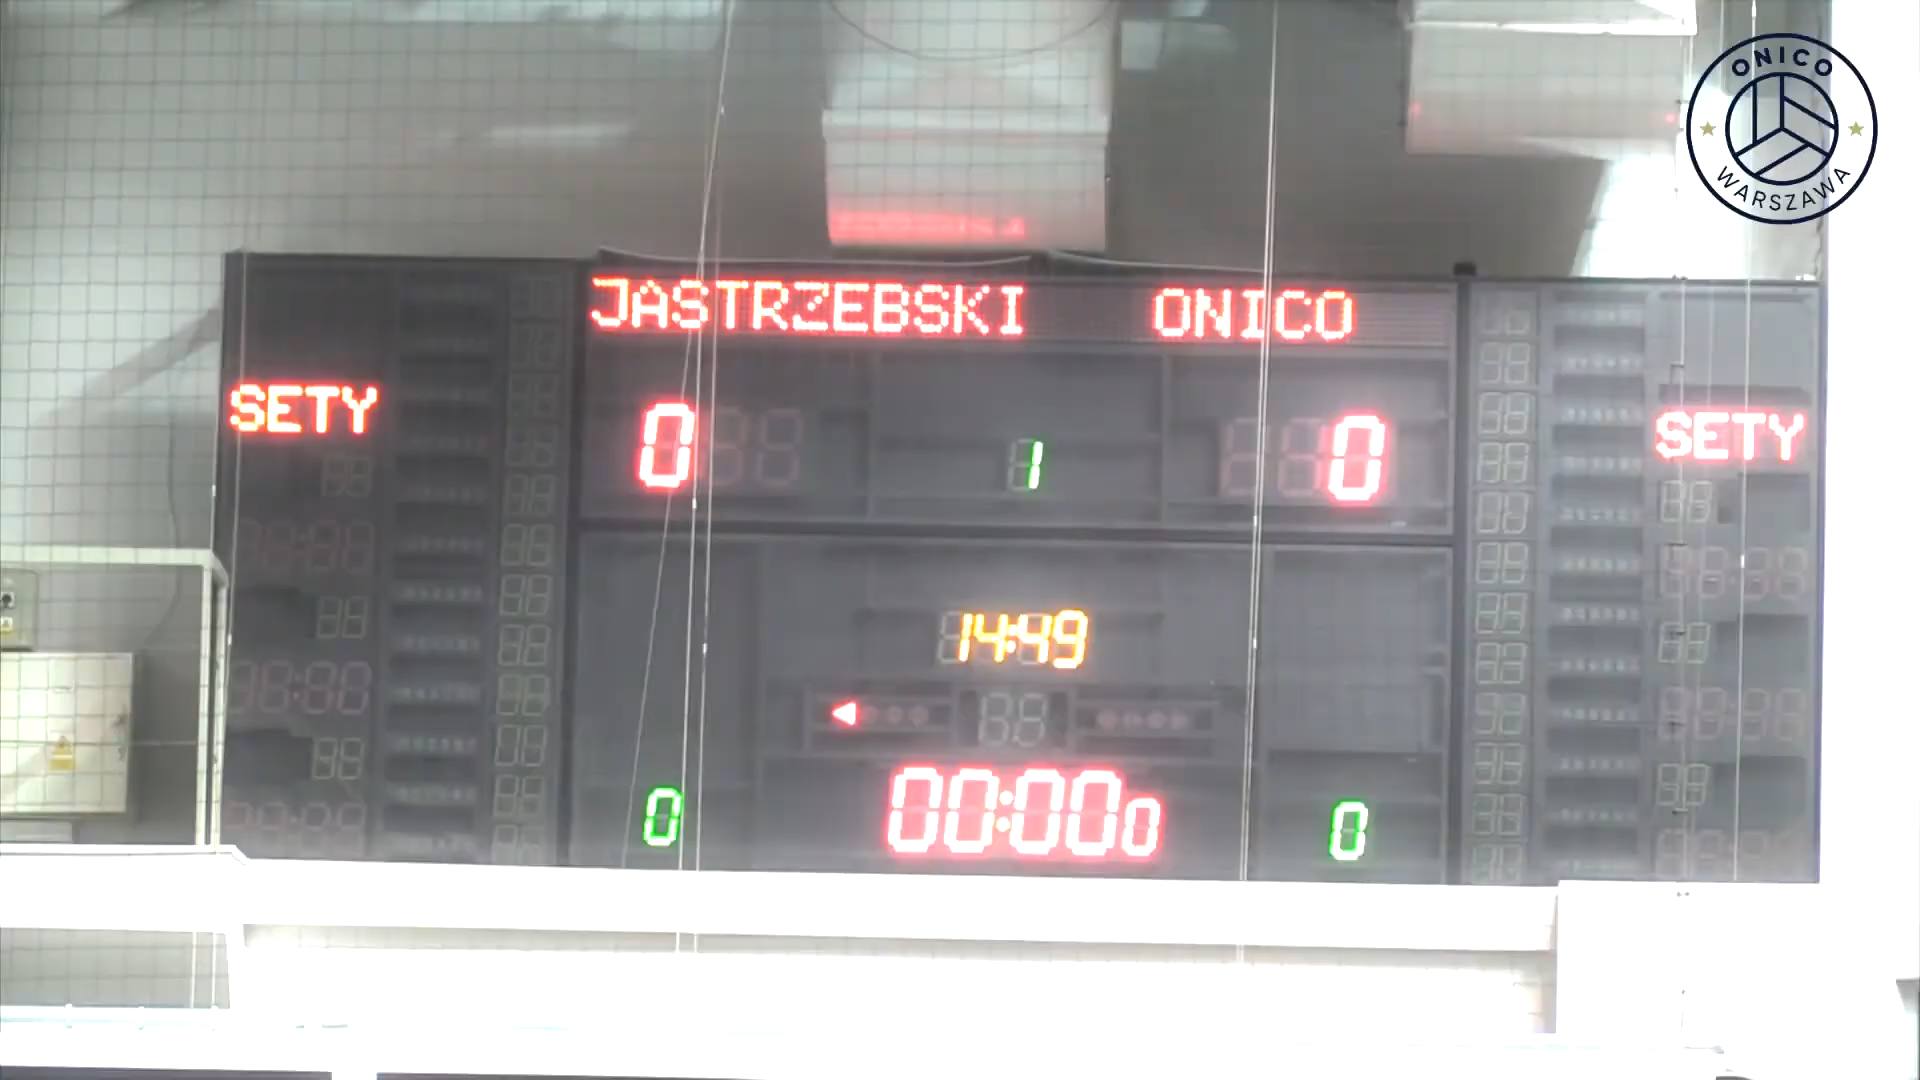 ONICO
WARSZAWA
JASTRZEBSKI ONICO
SETY SETY
0 1 0
14:49
0 00:000 0